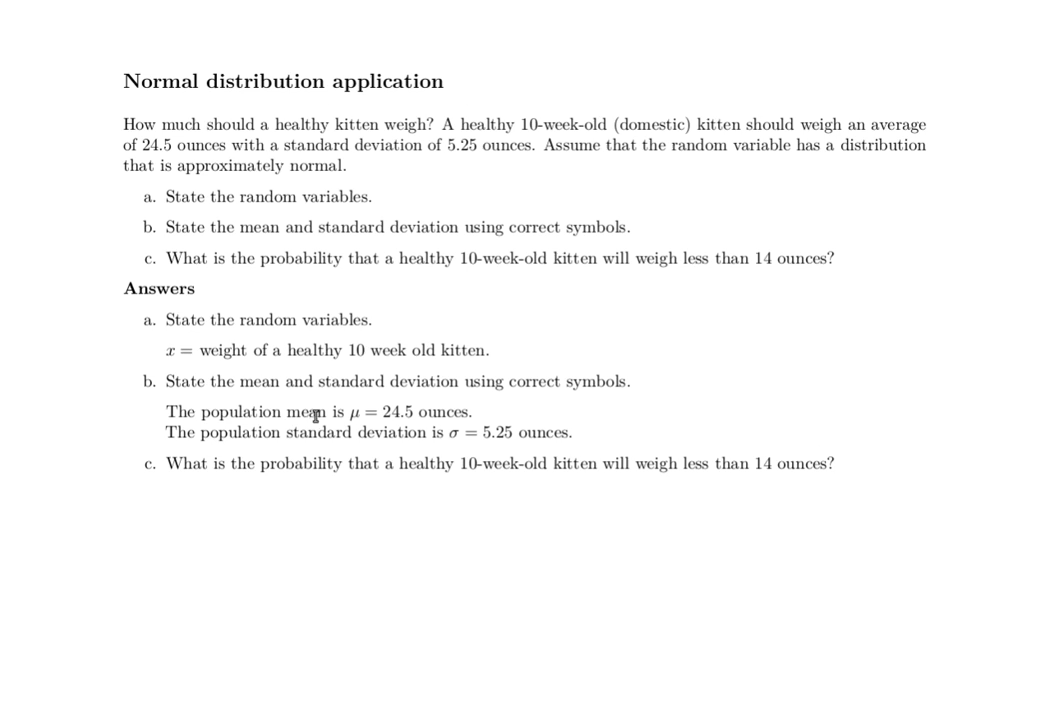 Normal distribution application
How much should a healthy kitten weigh? A healthy 10-week-old (domestic) kitten should weigh an average
of 24.5 ounces with a standard deviation of 5.25 ounces. Assume that the random variable has a distribution
that is approximately normal.
a. State the random variables.
b. State the mean and standard deviation using correct symbols.
c. What is the probability that a healthy 10-week-old kitten will weigh less than 14 ounces?
Answers
a. State the random variables.
x = weight of a healthy 10 week old kitten.
b. State the mean and standard deviation using correct symbols.
The population mean is μ = 24.5 ounces.
The population standard deviation is σ = 5.25 ounces.
c. What is the probability that a healthy 10-week-old kitten will weigh less than 14 ounces?